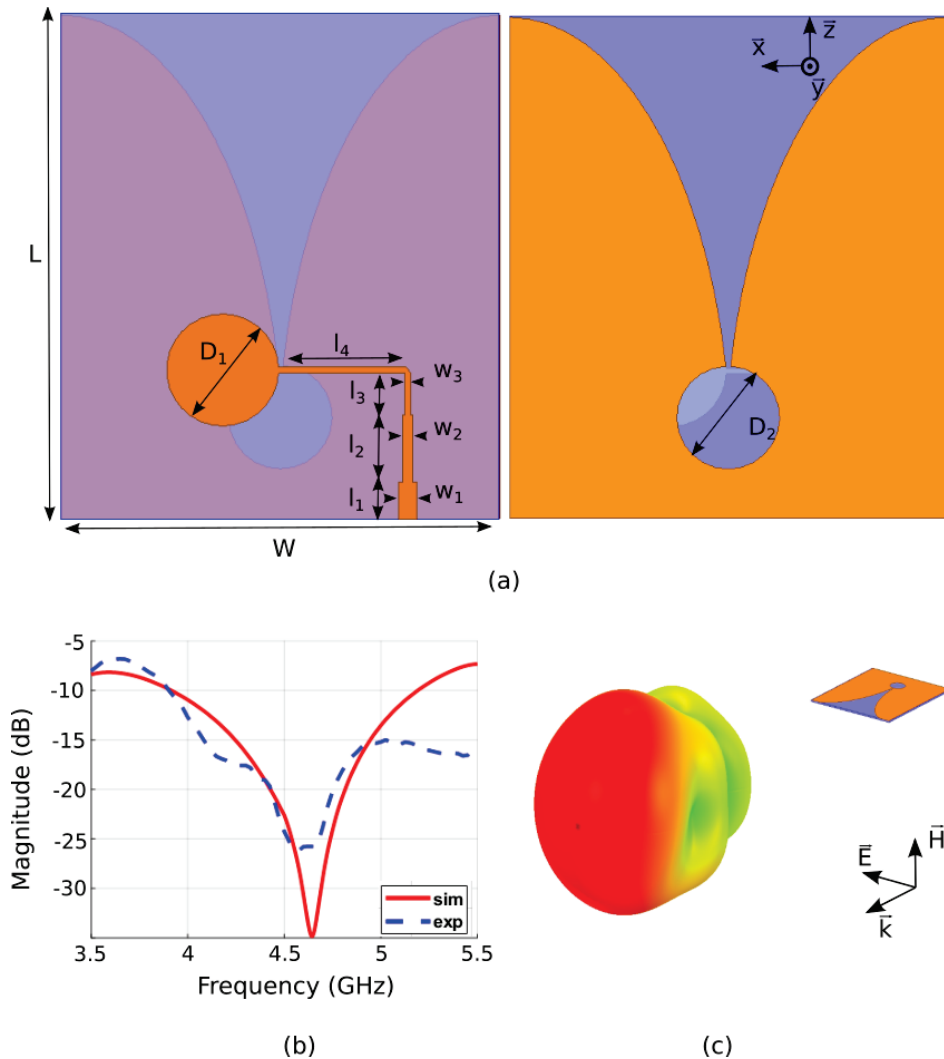 L
W
D₁
l₄
l₃
l₂
l₁
w₃
w₂
w₁
x⃗
z⃗
y⃗
D₂
(a)
-5
-10
-15
-20
-25
-30
3.5
4
4.5
5
5.5
Magnitude (dB)
Frequency (GHz)
sim
exp
(b)
E⃗
H⃗
k⃗
(c)